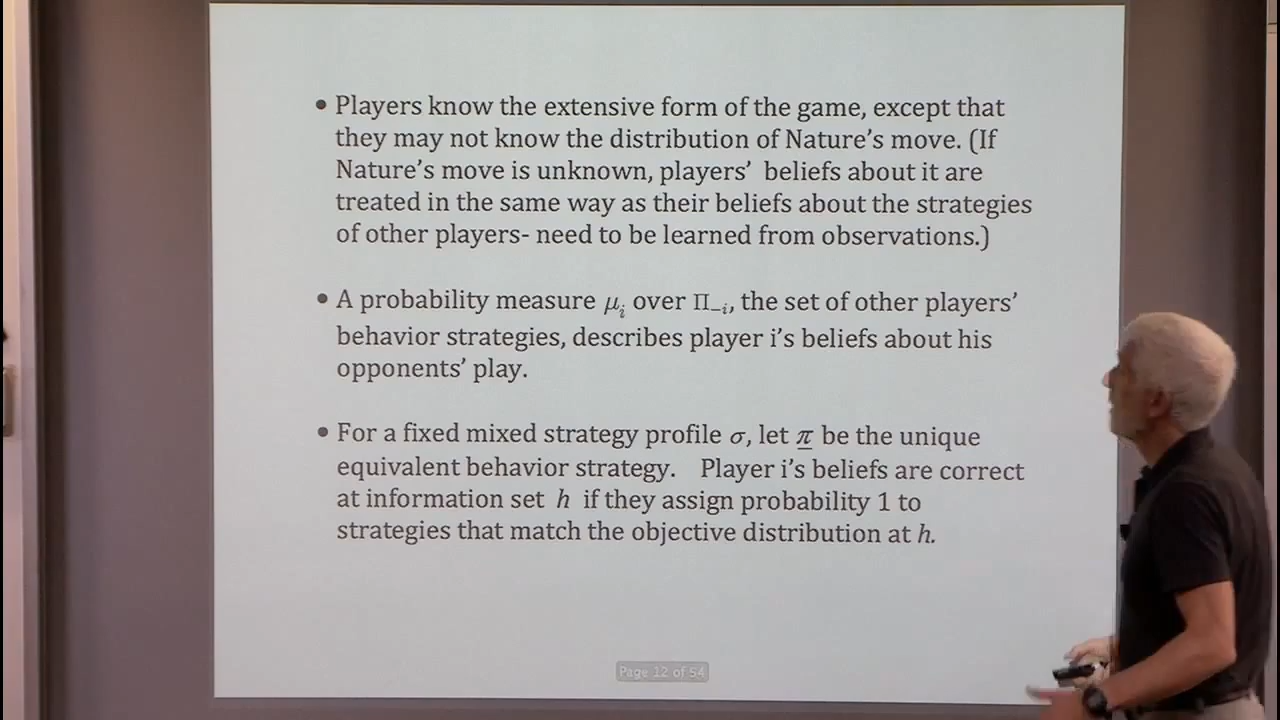 • Players know the extensive form of the game, except that
they may not know the distribution of Nature's move. (If
Nature's move is unknown, players' beliefs about it are
treated in the same way as their beliefs about the strategies
of other players- need to be learned from observations.)
• A probability measure μᵢ over Π₋ᵢ, the set of other players'
behavior strategies, describes player i's beliefs about his
opponents' play.
• For a fixed mixed strategy profile σ, let π̲ be the unique
equivalent behavior strategy. Player i's beliefs are correct
at information set h if they assign probability 1 to
strategies that match the objective distribution at h.
Page 12 of 54